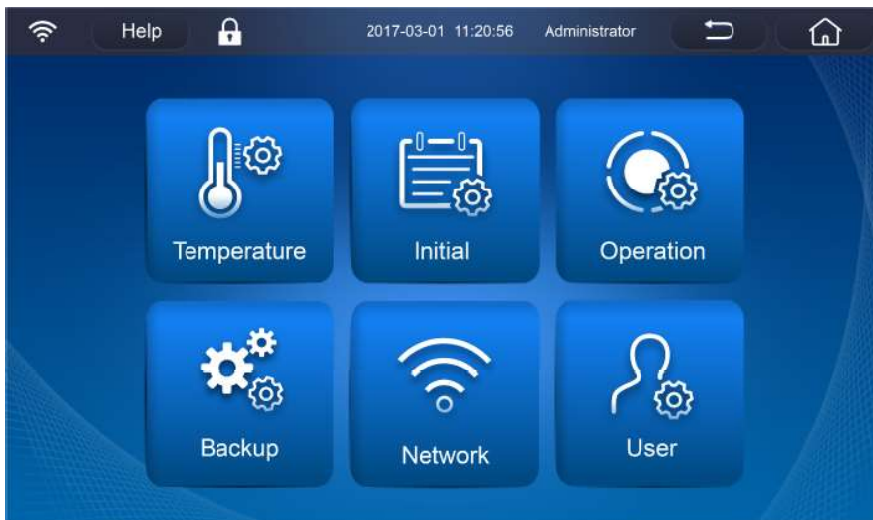 Help 2017-03-01 11:20:56 Administrator
Temperature Initial Operation
Backup Network User